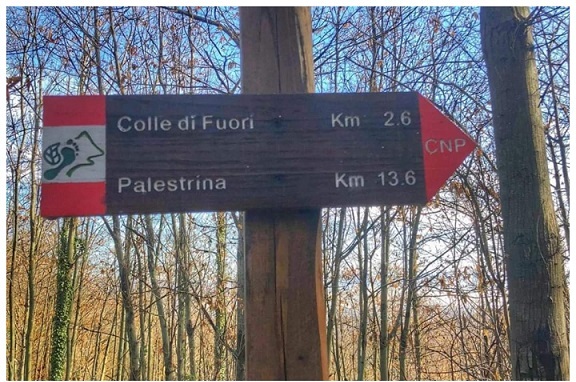 Colle di Fuori Km 2.6
CNP
Palestrina Km 13.6